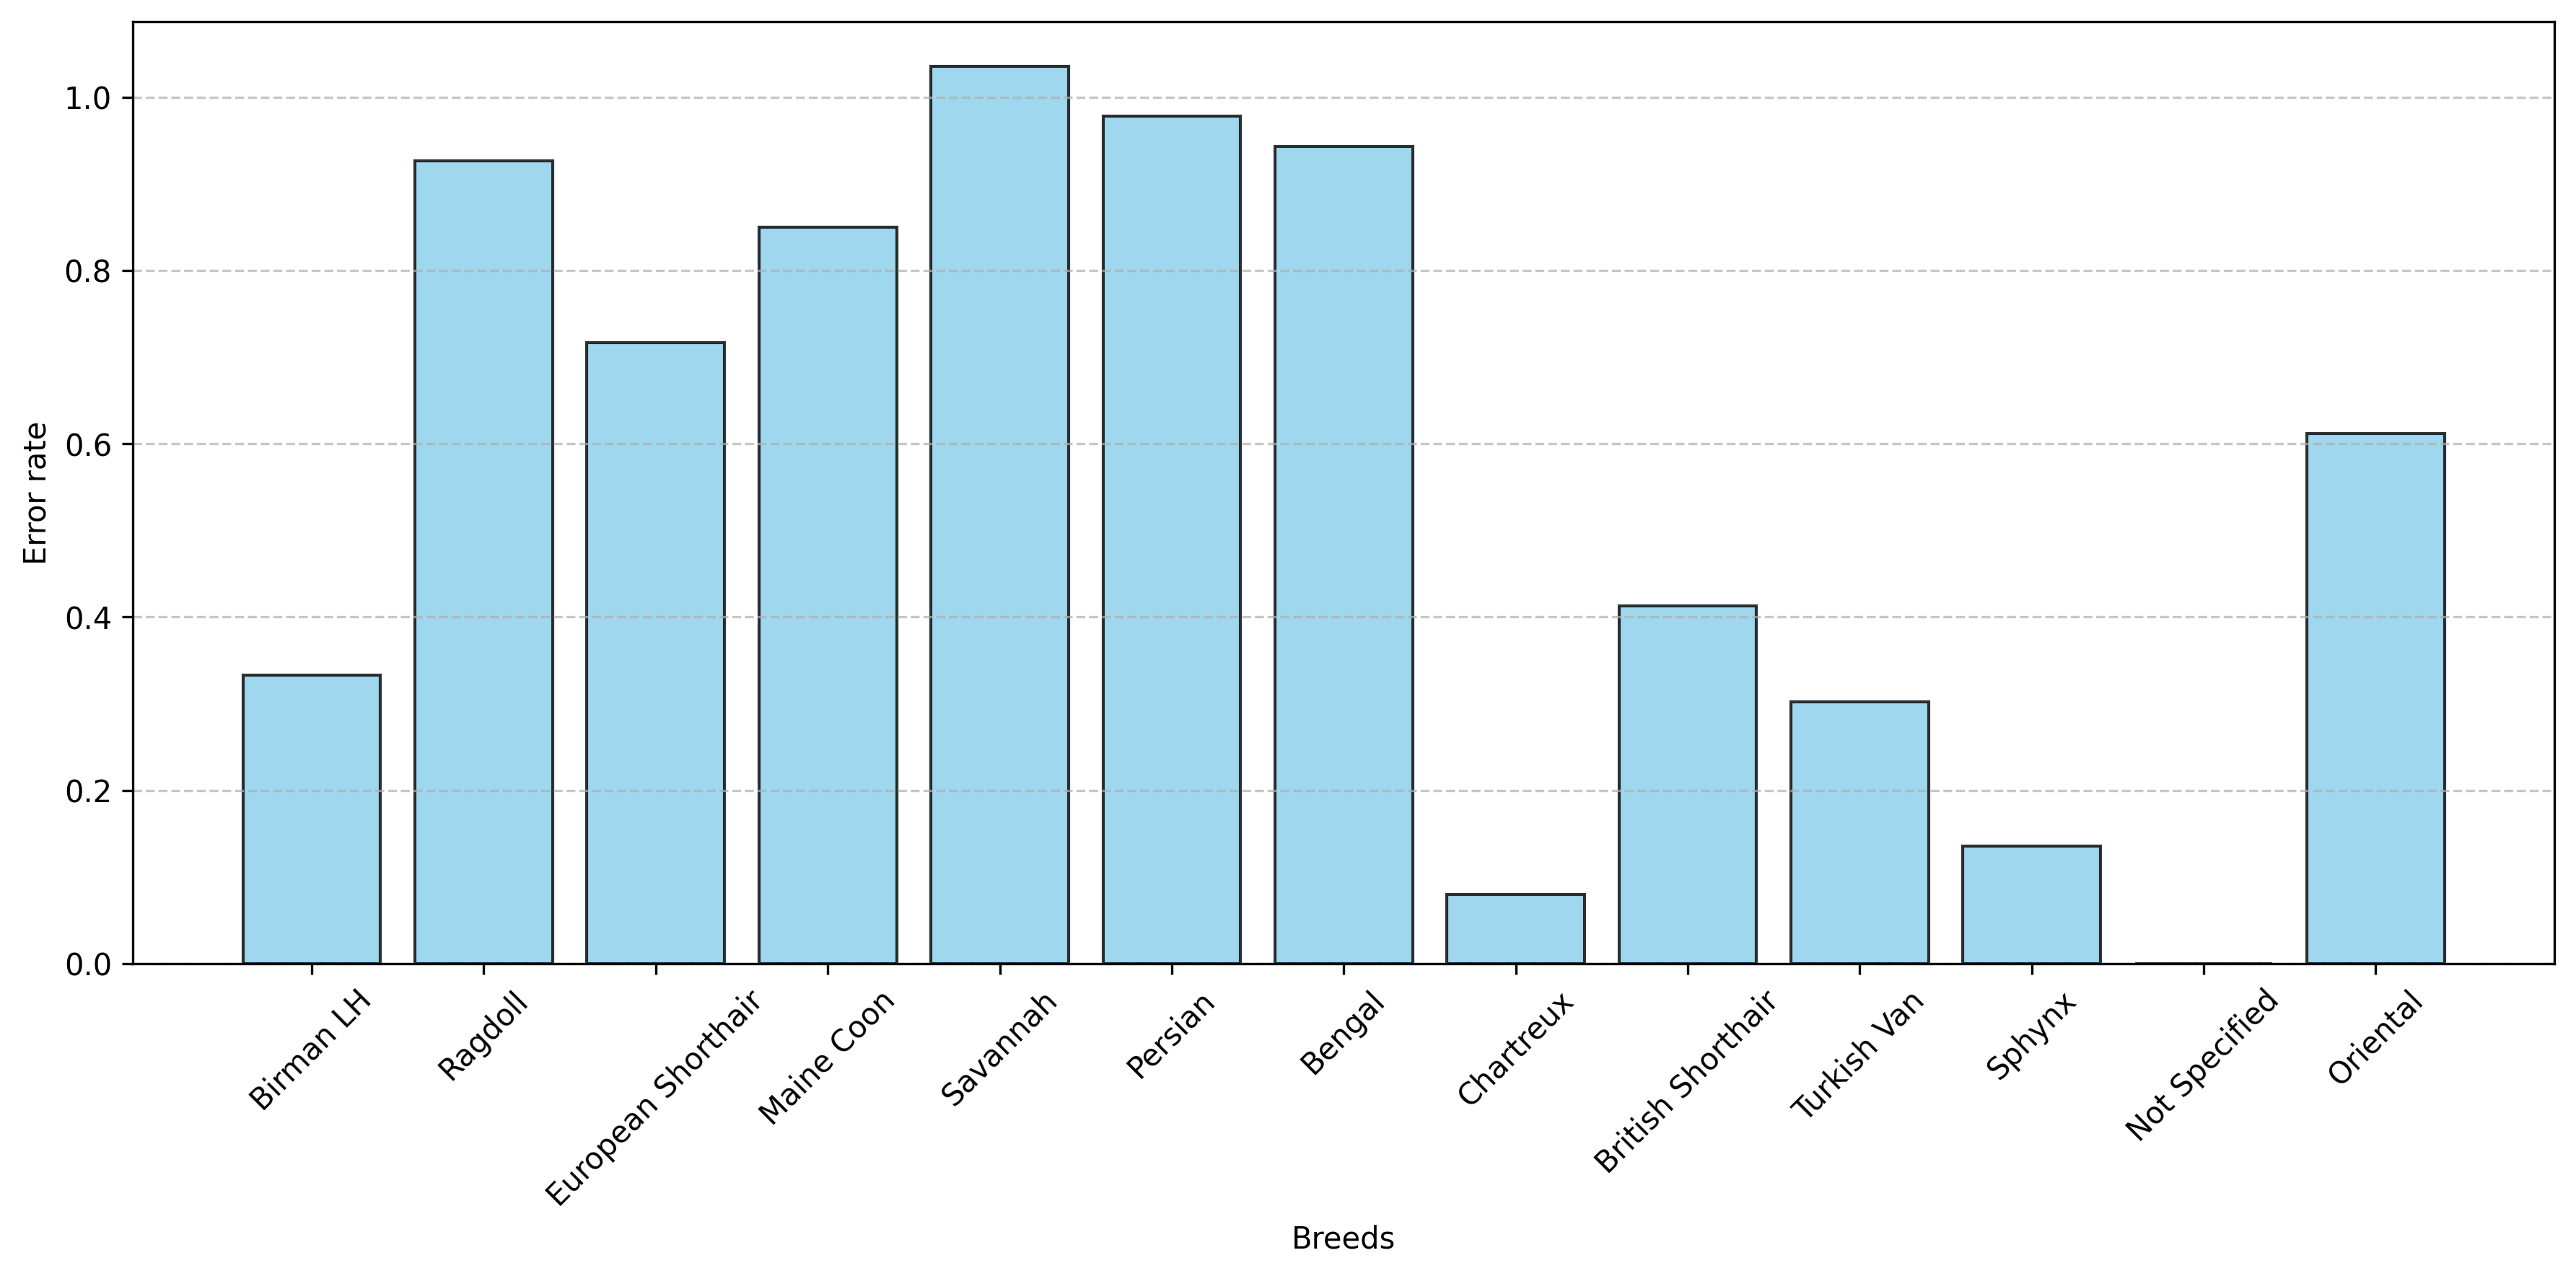 Error rate
1.0
0.8
0.6
0.4
0.2
0.0
Birman LH
Ragdoll
European Shorthair
Maine Coon
Savannah
Persian
Bengal
Chartreux
British Shorthair
Turkish Van
Sphynx
Not Specified
Oriental
Breeds